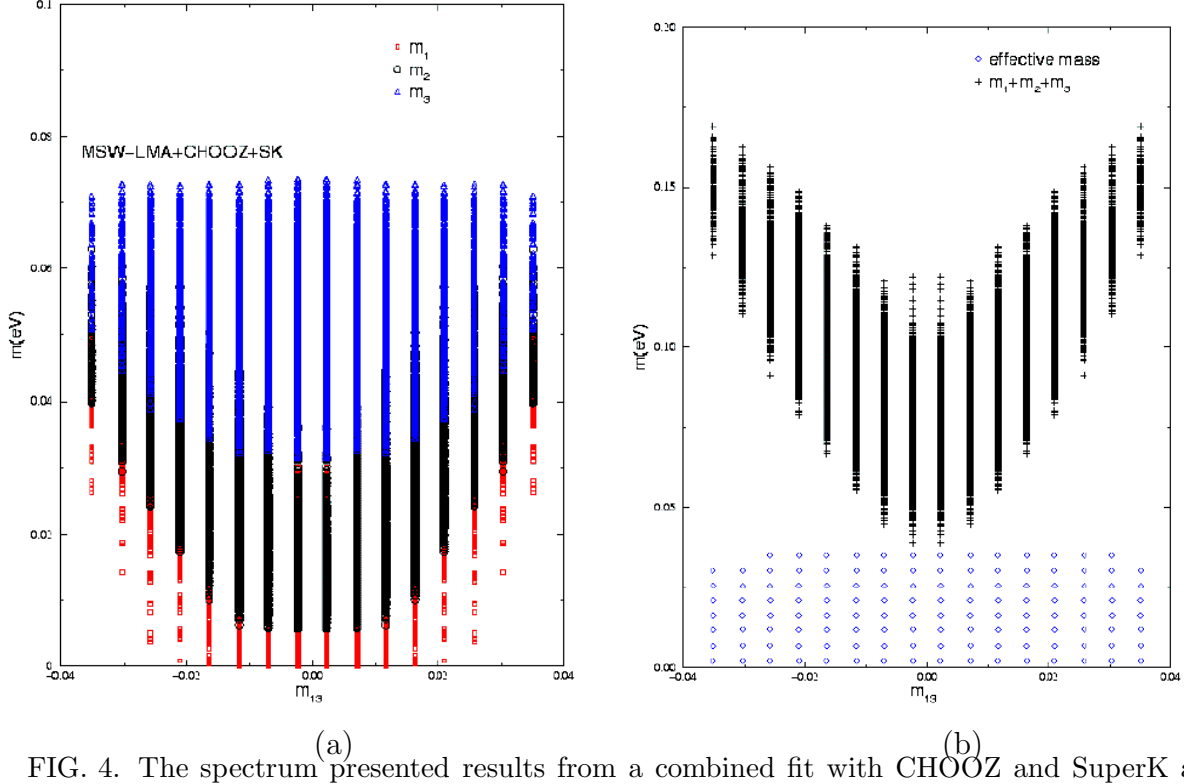 0.1
m₁
m₂
m₃
MSW−LMA+CHOOZ+SK
0.08
0.06
m(eV)
0.04
0.02
0
−0.04 −0.02 0.00 0.02 0.04
m₁₃
(a)
0.20
effective mass
m₁+m₂+m₃
0.15
m(eV)
0.10
0.05
0.00
−0.04 −0.02 0.00 0.02 0.04
m₁₃
(b)
FIG. 4. The spectrum presented results from a combined fit with CHOOZ and SuperK